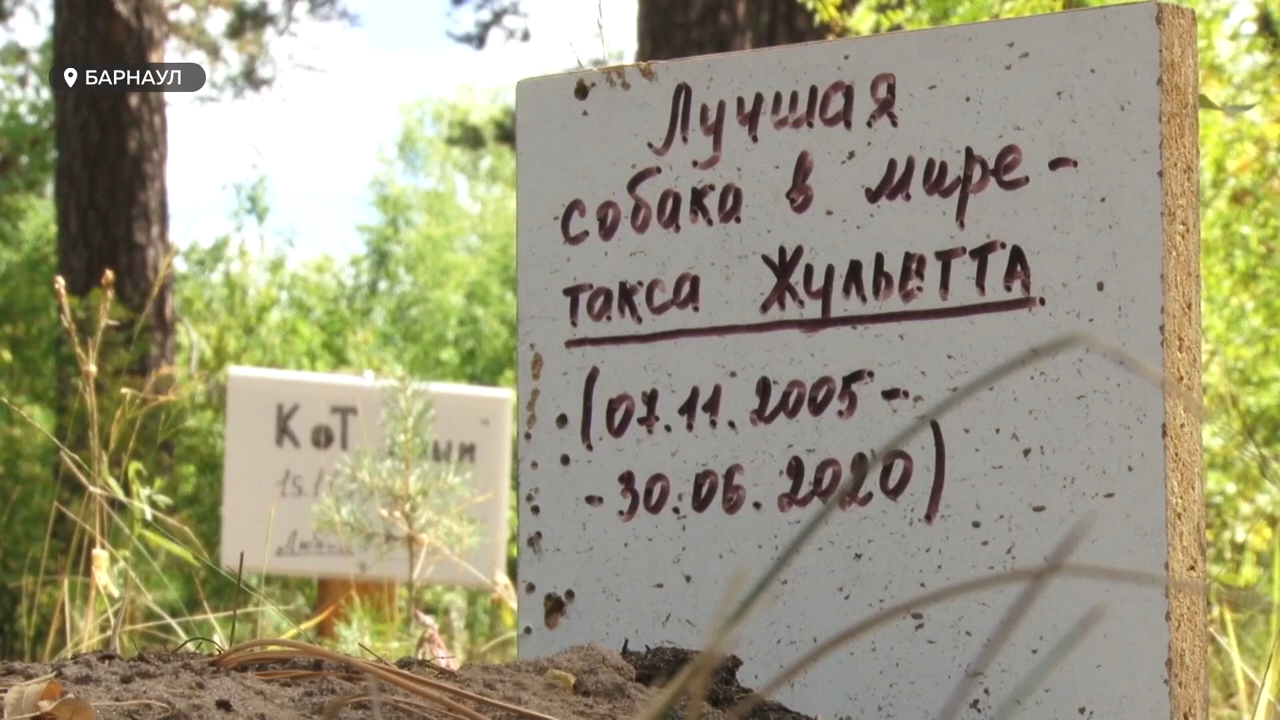 БАРНАУЛ
Лучшая
собака в мире -
такса ЖУЛЬЕТТА.
(07.11.2005 -
- 30.06.2020)
КоТ